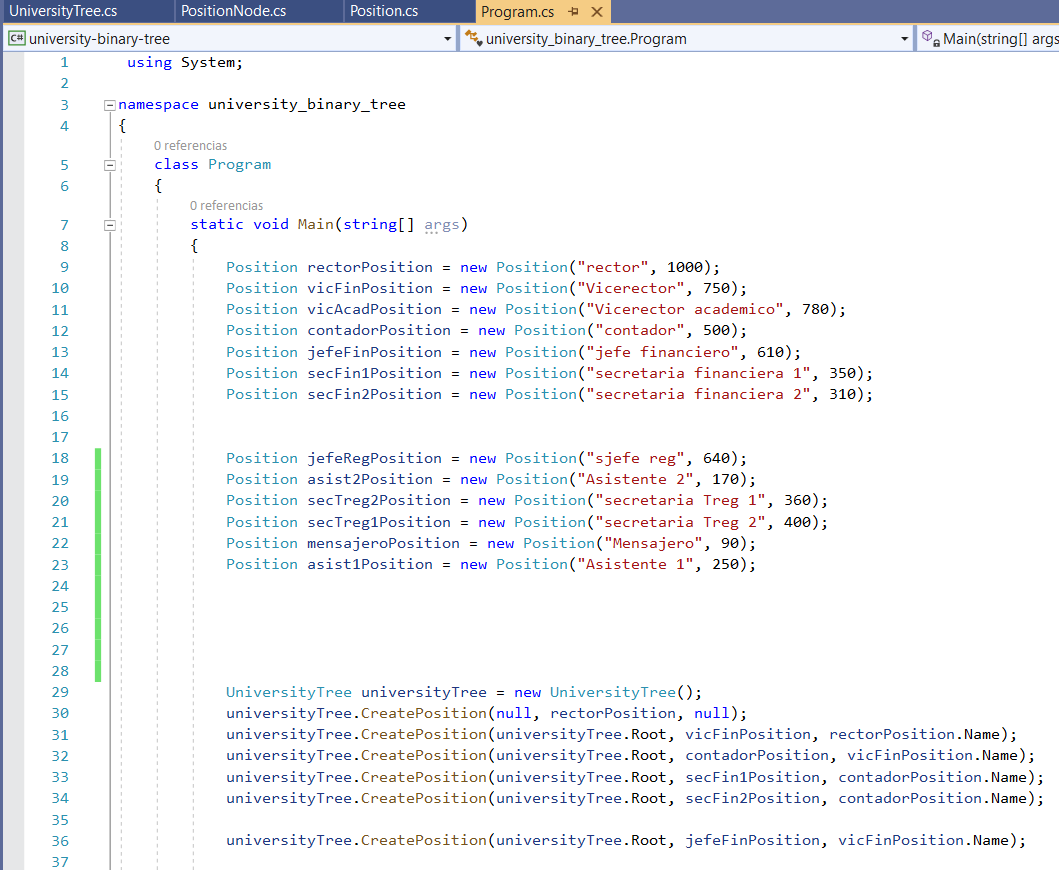 UniversityTree.cs PositionNode.cs Position.cs Program.cs
C# university-binary-tree university_binary_tree.Program Main(string[] args
1 using System;
2
3 namespace university_binary_tree
4 {
0 referencias
5 class Program
6 {
0 referencias
7 static void Main(string[] args)
8 {
9 Position rectorPosition = new Position("rector", 1000);
10 Position vicFinPosition = new Position("Vicerector", 750);
11 Position vicAcadPosition = new Position("Vicerector academico", 780);
12 Position contadorPosition = new Position("contador", 500);
13 Position jefeFinPosition = new Position("jefe financiero", 610);
14 Position secFin1Position = new Position("secretaria financiera 1", 350);
15 Position secFin2Position = new Position("secretaria financiera 2", 310);
16
17
18 Position jefeRegPosition = new Position("sjefe reg", 640);
19 Position asist2Position = new Position("Asistente 2", 170);
20 Position secTreg2Position = new Position("secretaria Treg 1", 360);
21 Position secTreg1Position = new Position("secretaria Treg 2", 400);
22 Position mensajeroPosition = new Position("Mensajero", 90);
23 Position asist1Position = new Position("Asistente 1", 250);
24
25
26
27
28
29 UniversityTree universityTree = new UniversityTree();
30 universityTree.CreatePosition(null, rectorPosition, null);
31 universityTree.CreatePosition(universityTree.Root, vicFinPosition, rectorPosition.Name);
32 universityTree.CreatePosition(universityTree.Root, contadorPosition, vicFinPosition.Name);
33 universityTree.CreatePosition(universityTree.Root, secFin1Position, contadorPosition.Name);
34 universityTree.CreatePosition(universityTree.Root, secFin2Position, contadorPosition.Name);
35
36 universityTree.CreatePosition(universityTree.Root, jefeFinPosition, vicFinPosition.Name);
37